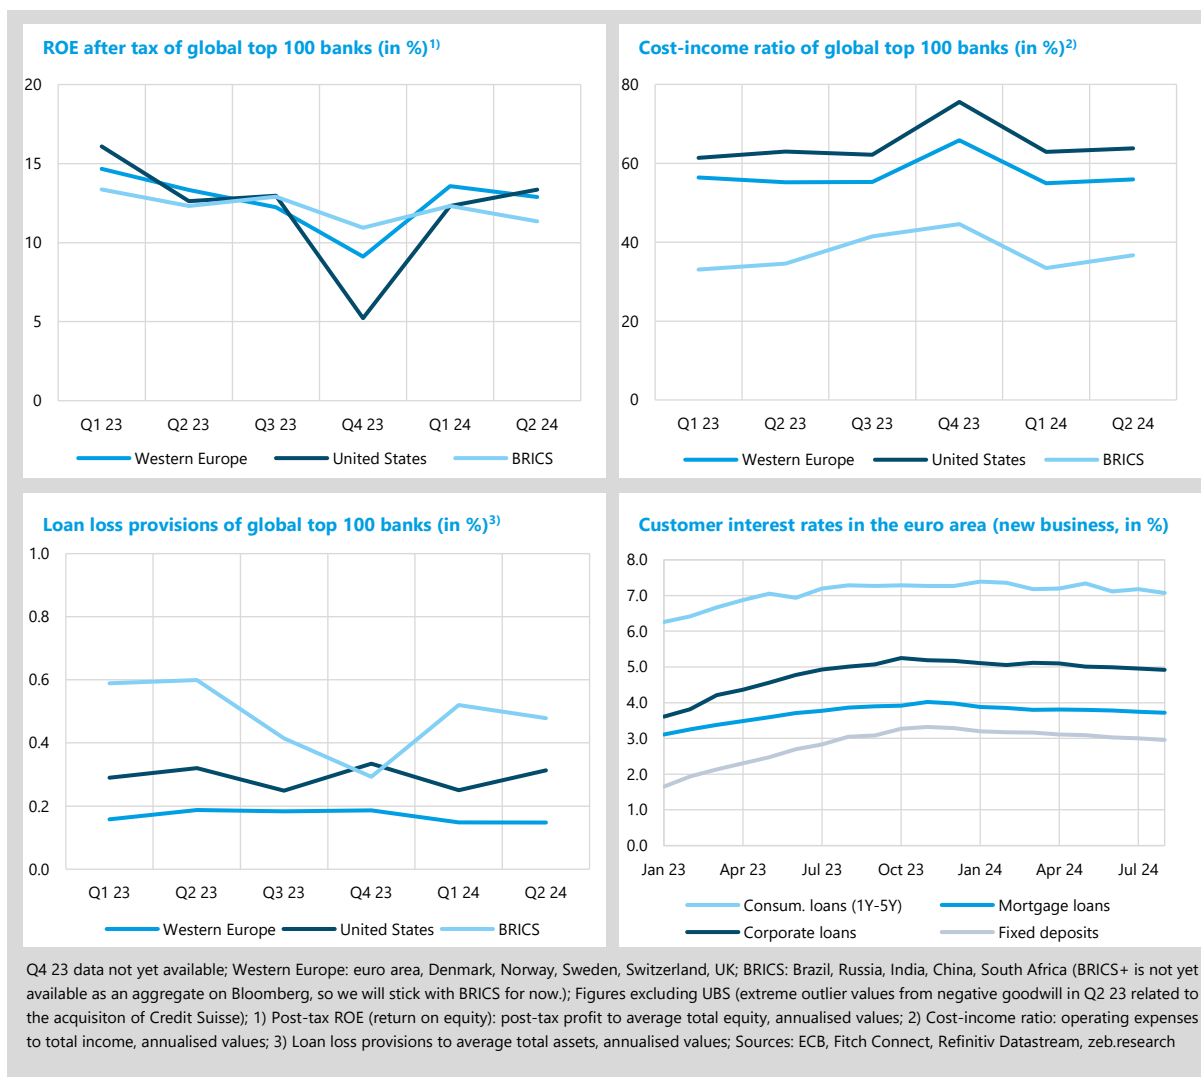 ROE after tax of global top 100 banks (in %)1)
20
15
10
5
0
Q1 23 Q2 23 Q3 23 Q4 23 Q1 24 Q2 24
Western Europe United States BRICS
Cost-income ratio of global top 100 banks (in %)2)
80
60
40
20
0
Q1 23 Q2 23 Q3 23 Q4 23 Q1 24 Q2 24
Western Europe United States BRICS
Loan loss provisions of global top 100 banks (in %)3)
1.0
0.8
0.6
0.4
0.2
0.0
Q1 23 Q2 23 Q3 23 Q4 23 Q1 24 Q2 24
Western Europe United States BRICS
Customer interest rates in the euro area (new business, in %)
8.0
7.0
6.0
5.0
4.0
3.0
2.0
1.0
0.0
Jan 23 Apr 23 Jul 23 Oct 23 Jan 24 Apr 24 Jul 24
Consum. loans (1Y-5Y) Mortgage loans
Corporate loans Fixed deposits
Q4 23 data not yet available; Western Europe: euro area, Denmark, Norway, Sweden, Switzerland, UK; BRICS: Brazil, Russia, India, China, South Africa (BRICS+ is not yet
available as an aggregate on Bloomberg, so we will stick with BRICS for now.); Figures excluding UBS (extreme outlier values from negative goodwill in Q2 23 related to
the acquisiton of Credit Suisse); 1) Post-tax ROE (return on equity): post-tax profit to average total equity, annualised values; 2) Cost-income ratio: operating expenses
to total income, annualised values; 3) Loan loss provisions to average total assets, annualised values; Sources: ECB, Fitch Connect, Refinitiv Datastream, zeb.research